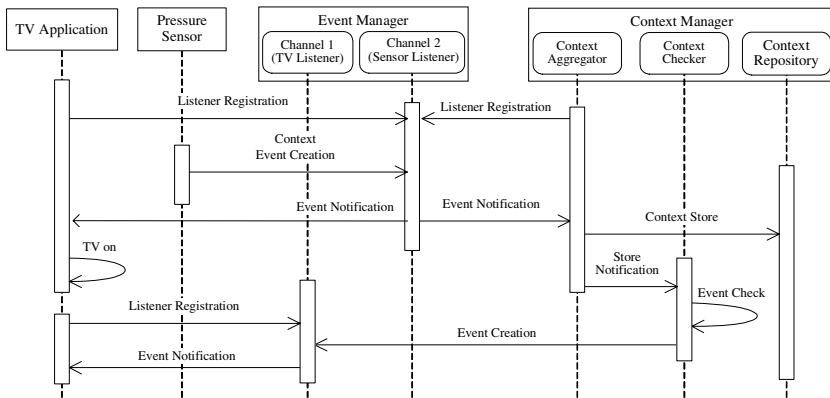 TV Application
Pressure
Sensor
Event Manager
Channel 1
(TV Listener)
Channel 2
(Sensor Listener)
Context Manager
Context
Aggregator
Context
Checker
Context
Repository
Listener Registration
Listener Registration
Context
Event Creation
Event Notification
Event Notification
Context Store
TV on
Store
Notification
Event Check
Listener Registration
Event Creation
Event Notification